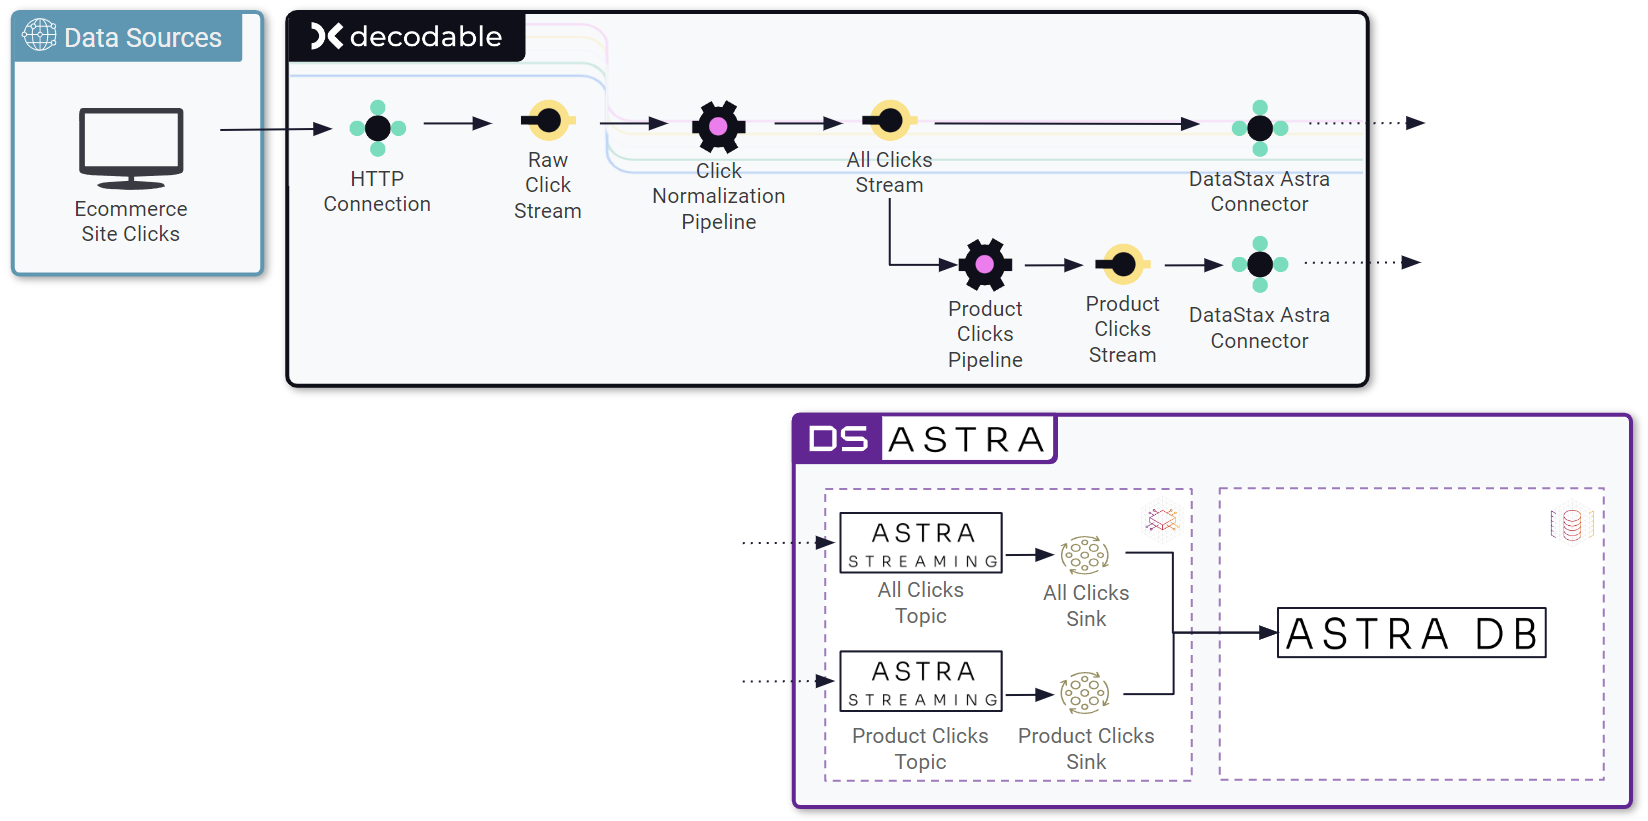 Data Sources
Ecommerce
Site Clicks
decodable
HTTP
Connection
Raw
Click
Stream
Click
Normalization
Pipeline
All Clicks
Stream
DataStax Astra
Connector
Product
Clicks
Pipeline
Product
Clicks
Stream
DataStax Astra
Connector
DS ASTRA
ASTRA
STREAMING
All Clicks
Topic
All Clicks
Sink
ASTRA
STREAMING
Product Clicks
Topic
Product Clicks
Sink
ASTRA DB